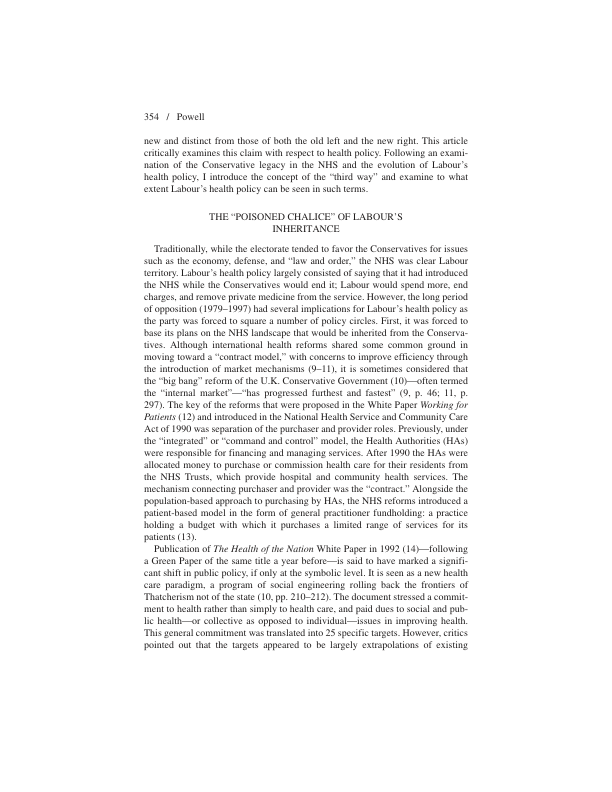 354 / Powell
new and distinct from those of both the old left and the new right. This article
critically examines this claim with respect to health policy. Following an exami-
nation of the Conservative legacy in the NHS and the evolution of Labour's
health policy, I introduce the concept of the “third way” and examine to what
extent Labour's health policy can be seen in such terms.
THE “POISONED CHALICE” OF LABOUR'S
INHERITANCE
Traditionally, while the electorate tended to favor the Conservatives for issues
such as the economy, defense, and “law and order,” the NHS was clear Labour
territory. Labour's health policy largely consisted of saying that it had introduced
the NHS while the Conservatives would end it; Labour would spend more, end
charges, and remove private medicine from the service. However, the long period
of opposition (1979–1997) had several implications for Labour's health policy as
the party was forced to square a number of policy circles. First, it was forced to
base its plans on the NHS landscape that would be inherited from the Conserva-
tives. Although international health reforms shared some common ground in
moving toward a “contract model,” with concerns to improve efficiency through
the introduction of market mechanisms (9–11), it is sometimes considered that
the “big bang” reform of the U.K. Conservative Government (10)—often termed
the “internal market”—“has progressed furthest and fastest” (9, p. 46; 11, p.
297). The key of the reforms that were proposed in the White Paper Working for
Patients (12) and introduced in the National Health Service and Community Care
Act of 1990 was separation of the purchaser and provider roles. Previously, under
the “integrated” or “command and control” model, the Health Authorities (HAs)
were responsible for financing and managing services. After 1990 the HAs were
allocated money to purchase or commission health care for their residents from
the NHS Trusts, which provide hospital and community health services. The
mechanism connecting purchaser and provider was the “contract.” Alongside the
population-based approach to purchasing by HAs, the NHS reforms introduced a
patient-based model in the form of general practitioner fundholding: a practice
holding a budget with which it purchases a limited range of services for its
patients (13).
Publication of The Health of the Nation White Paper in 1992 (14)—following
a Green Paper of the same title a year before—is said to have marked a signifi-
cant shift in public policy, if only at the symbolic level. It is seen as a new health
care paradigm, a program of social engineering rolling back the frontiers of
Thatcherism not of the state (10, pp. 210–212). The document stressed a commit-
ment to health rather than simply to health care, and paid dues to social and pub-
lic health—or collective as opposed to individual—issues in improving health.
This general commitment was translated into 25 specific targets. However, critics
pointed out that the targets appeared to be largely extrapolations of existing